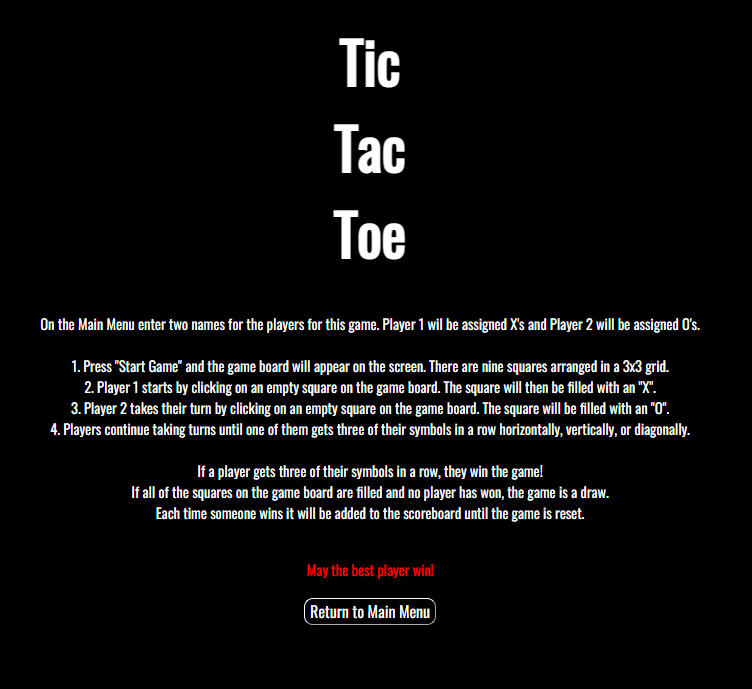 Tic
Tac
Toe
On the Main Menu enter two names for the players for this game. Player 1 wil be assigned X's and Player 2 will be assigned O's.
1. Press "Start Game" and the game board will appear on the screen. There are nine squares arranged in a 3x3 grid.
2. Player 1 starts by clicking on an empty square on the game board. The square will then be filled with an "X".
3. Player 2 takes their turn by clicking on an empty square on the game board. The square will be filled with an "O".
4. Players continue taking turns until one of them gets three of their symbols in a row horizontally, vertically, or diagonally.
If a player gets three of their symbols in a row, they win the game!
If all of the squares on the game board are filled and no player has won, the game is a draw.
Each time someone wins it will be added to the scoreboard until the game is reset.
May the best player win!
Return to Main Menu